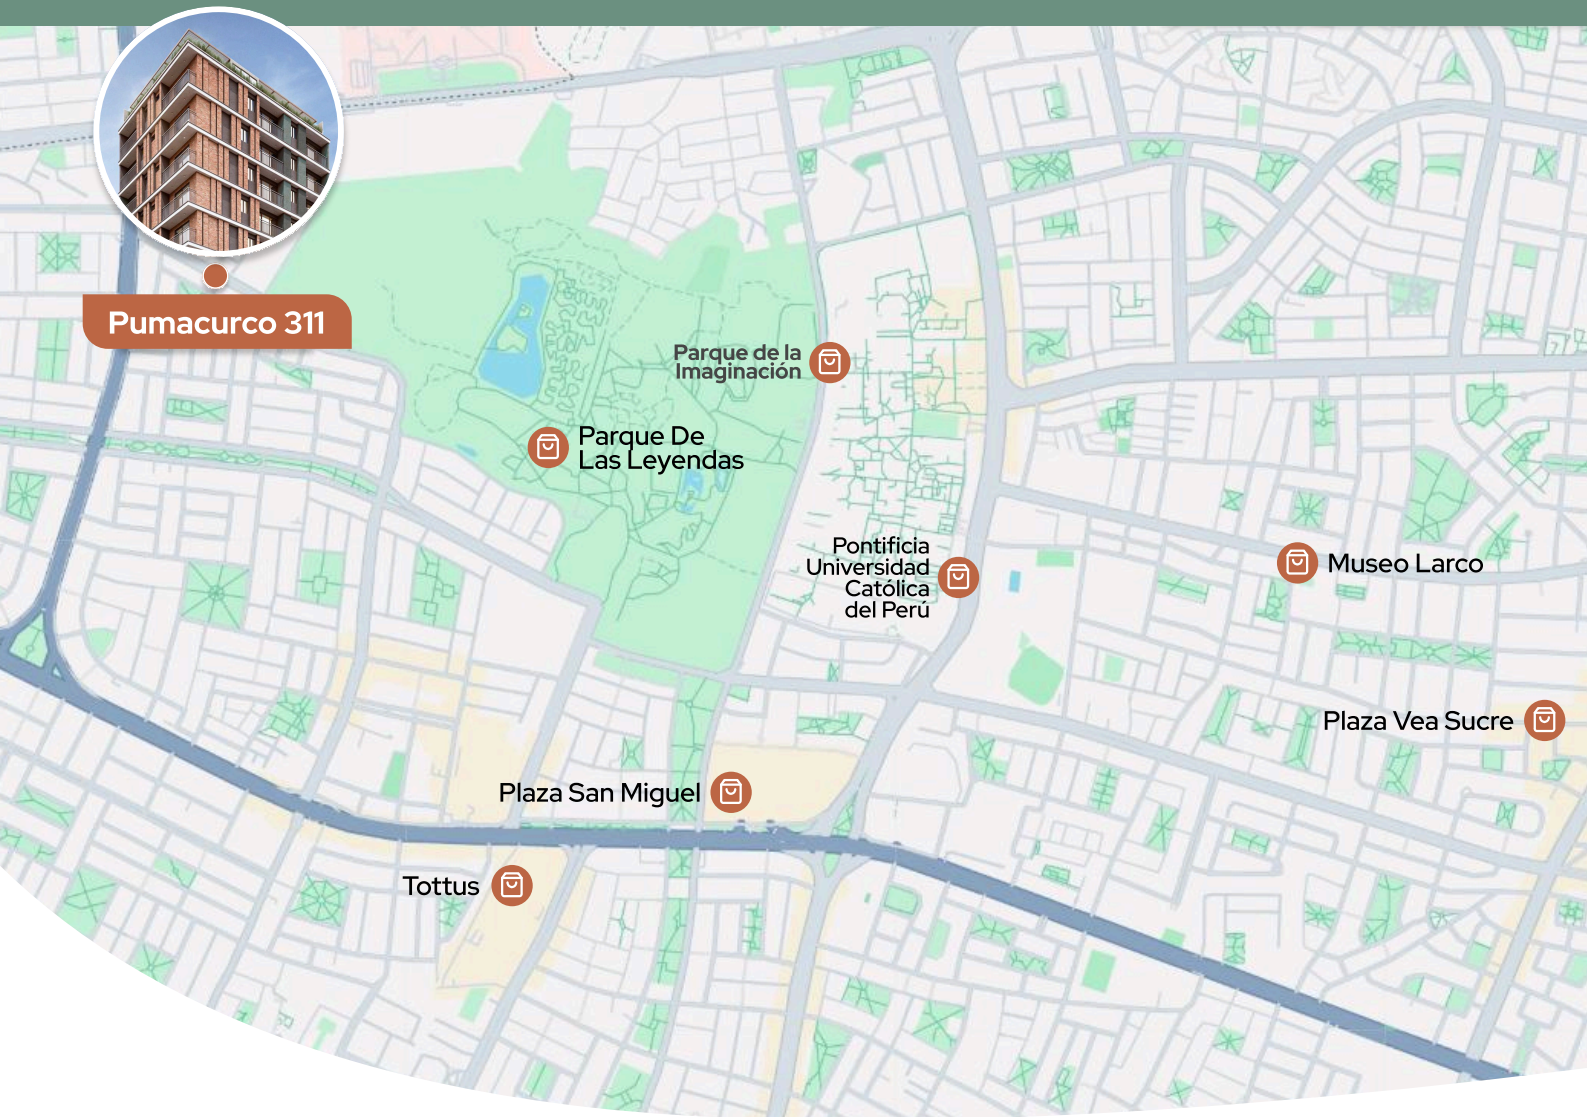 Pumacurco 311
Parque de la
Imaginación
Parque De
Las Leyendas
Pontificia
Universidad
Católica
del Perú
Museo Larco
Plaza Vea Sucre
Plaza San Miguel
Tottus